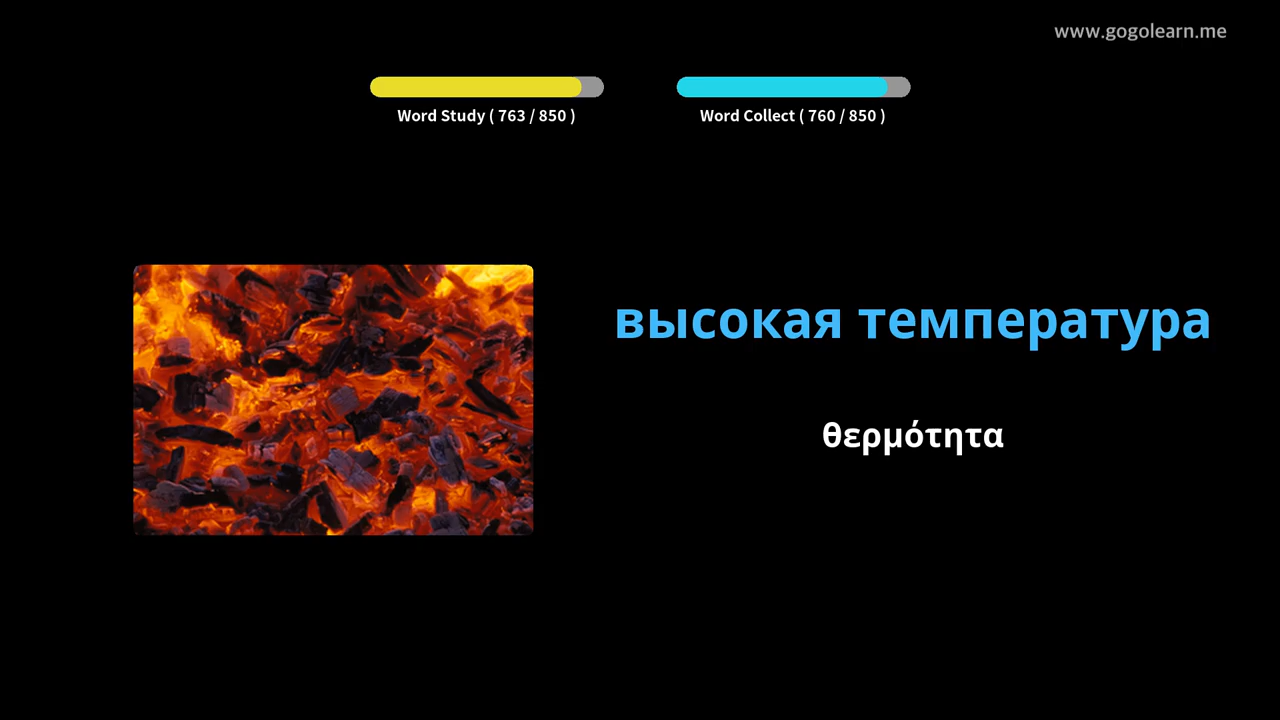 www.gogolearn.me
Word Study ( 763 / 850 )
Word Collect ( 760 / 850 )
высокая температура
θερμότητα